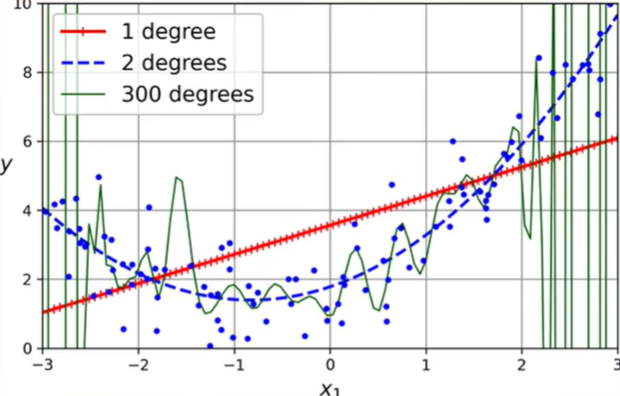 10
1 degree
2 degrees
300 degrees
8
6
y
4
2
0
−3 −2 −1 0 1 2 3
x₁